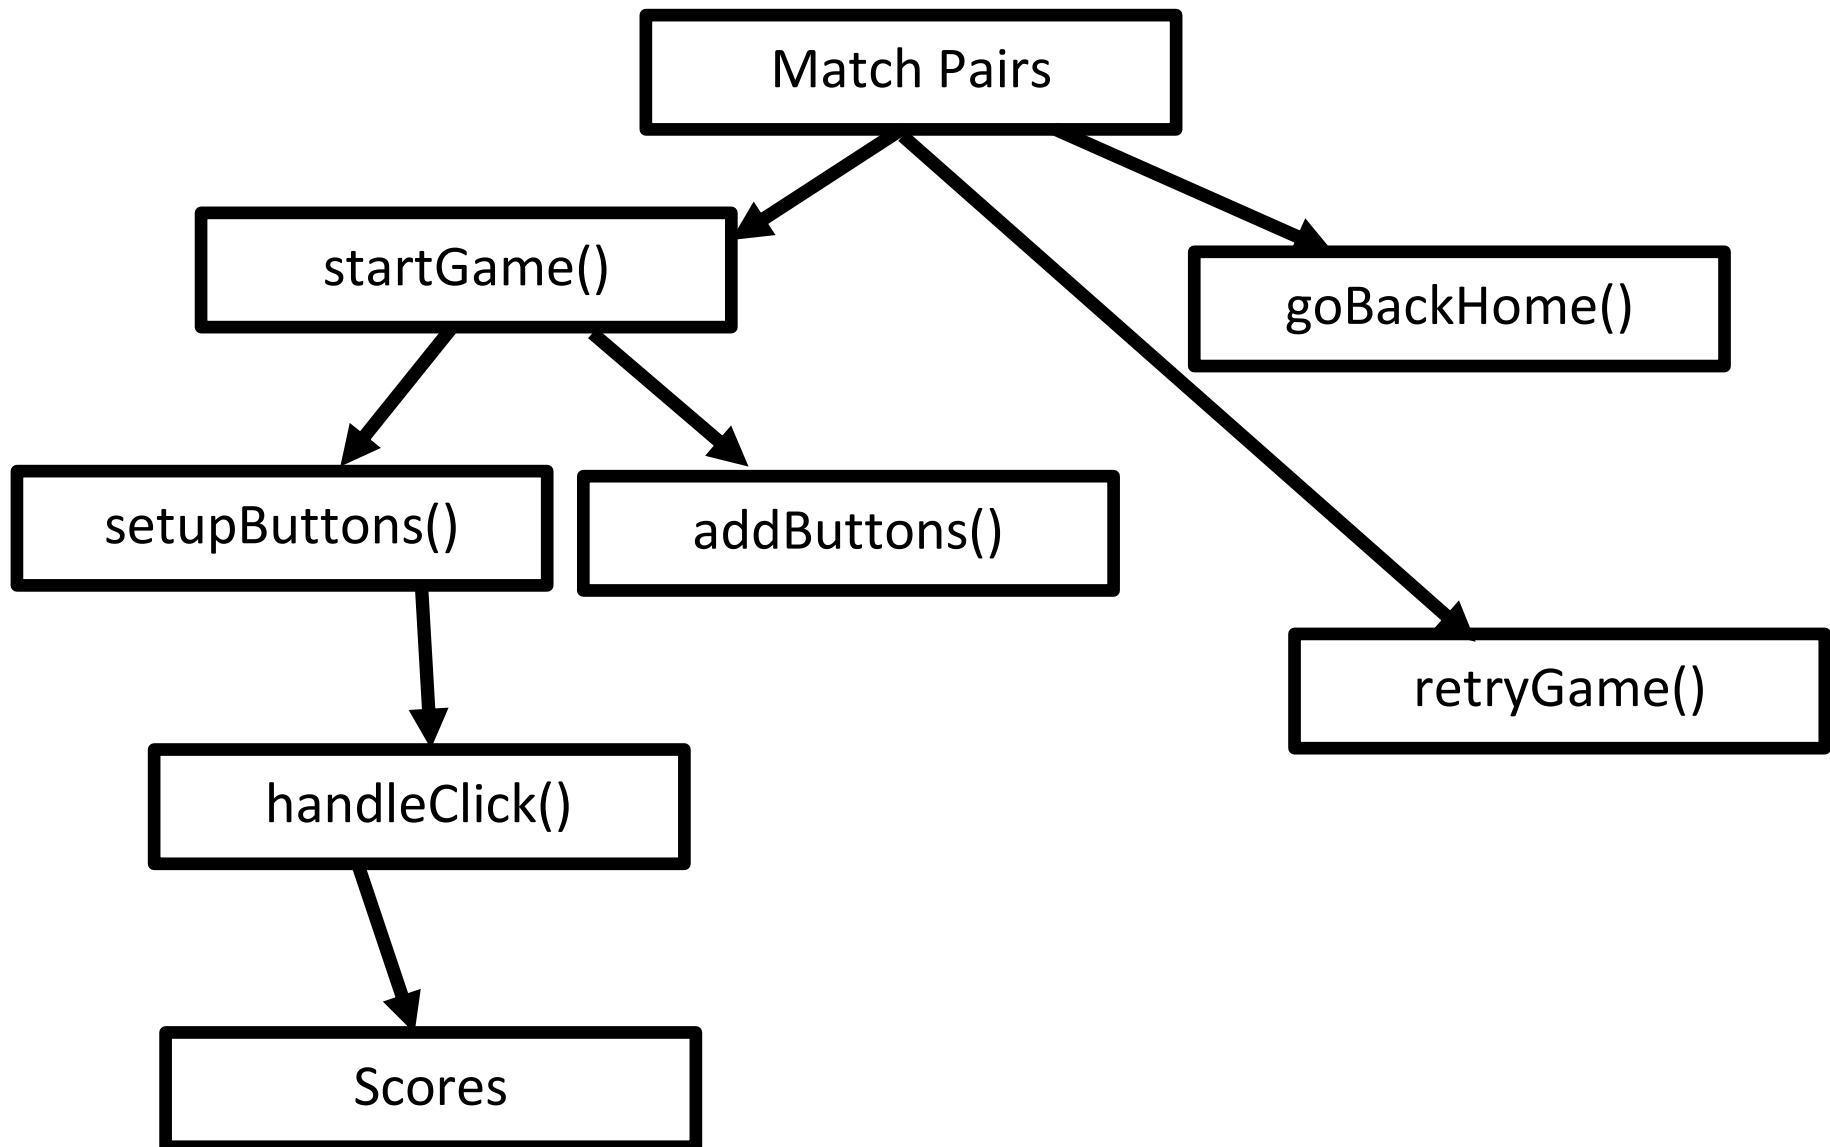 Match Pairs
startGame()
goBackHome()
setupButtons()
addButtons()
retryGame()
handleClick()
Scores